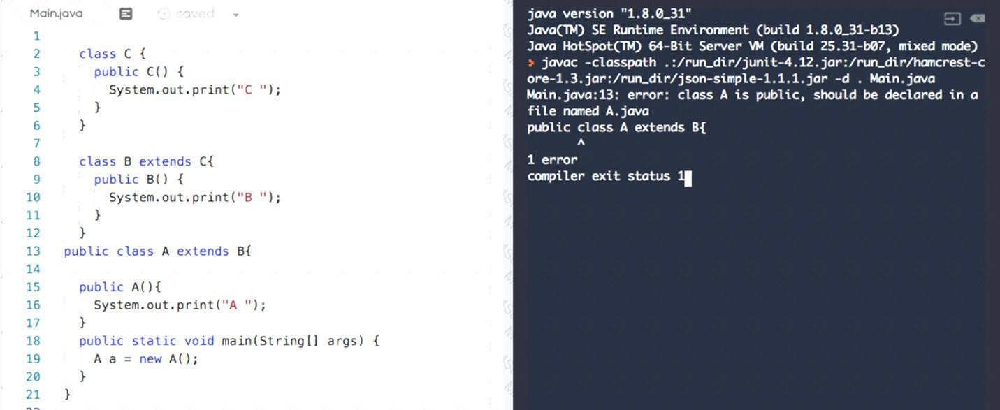 Main.java saved
1
2 class C {
3 public C() {
4 System.out.print("C ");
5 }
6 }
7
8 class B extends C{
9 public B() {
10 System.out.print("B ");
11 }
12 }
13 public class A extends B{
14
15 public A(){
16 System.out.print("A ");
17 }
18 public static void main(String[] args) {
19 A a = new A();
20 }
21 }
java version "1.8.0_31"
Java(TM) SE Runtime Environment (build 1.8.0_31-b13)
Java HotSpot(TM) 64-Bit Server VM (build 25.31-b07, mixed mode)
> javac -classpath .:/run_dir/junit-4.12.jar:/run_dir/hamcrest-c
ore-1.3.jar:/run_dir/json-simple-1.1.1.jar -d . Main.java
Main.java:13: error: class A is public, should be declared in a
file named A.java
public class A extends B{
^
1 error
compiler exit status 1